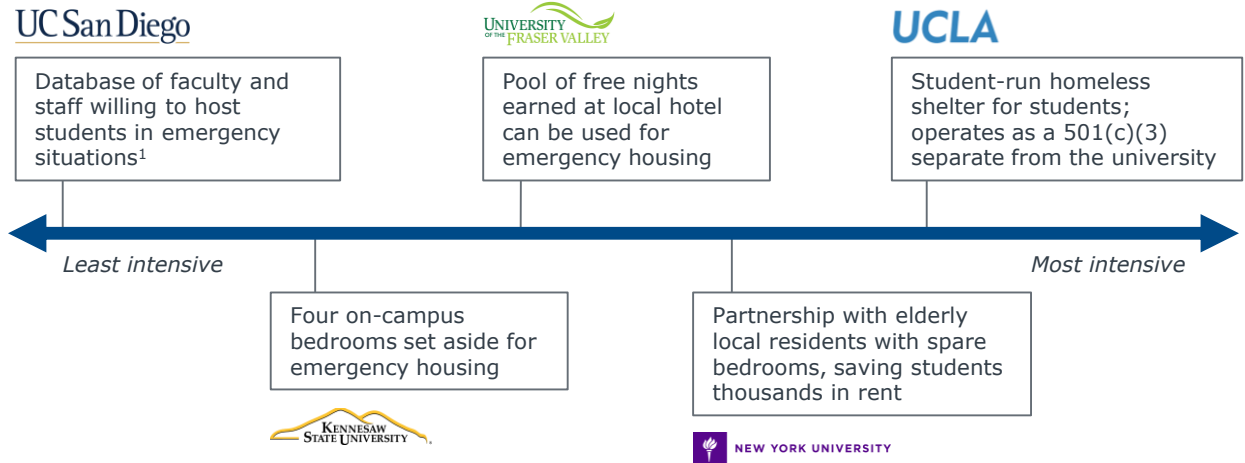 UC San Diego
Database of faculty and
staff willing to host
students in emergency
situations¹
UNIVERSITY
OF THE FRASER VALLEY
Pool of free nights
earned at local hotel
can be used for
emergency housing
UCLA
Student-run homeless
shelter for students;
operates as a 501(c)(3)
separate from the university
Least intensive
Most intensive
Four on-campus
bedrooms set aside for
emergency housing
KENNESAW
STATE UNIVERSITY
Partnership with elderly
local residents with spare
bedrooms, saving students
thousands in rent
NEW YORK UNIVERSITY